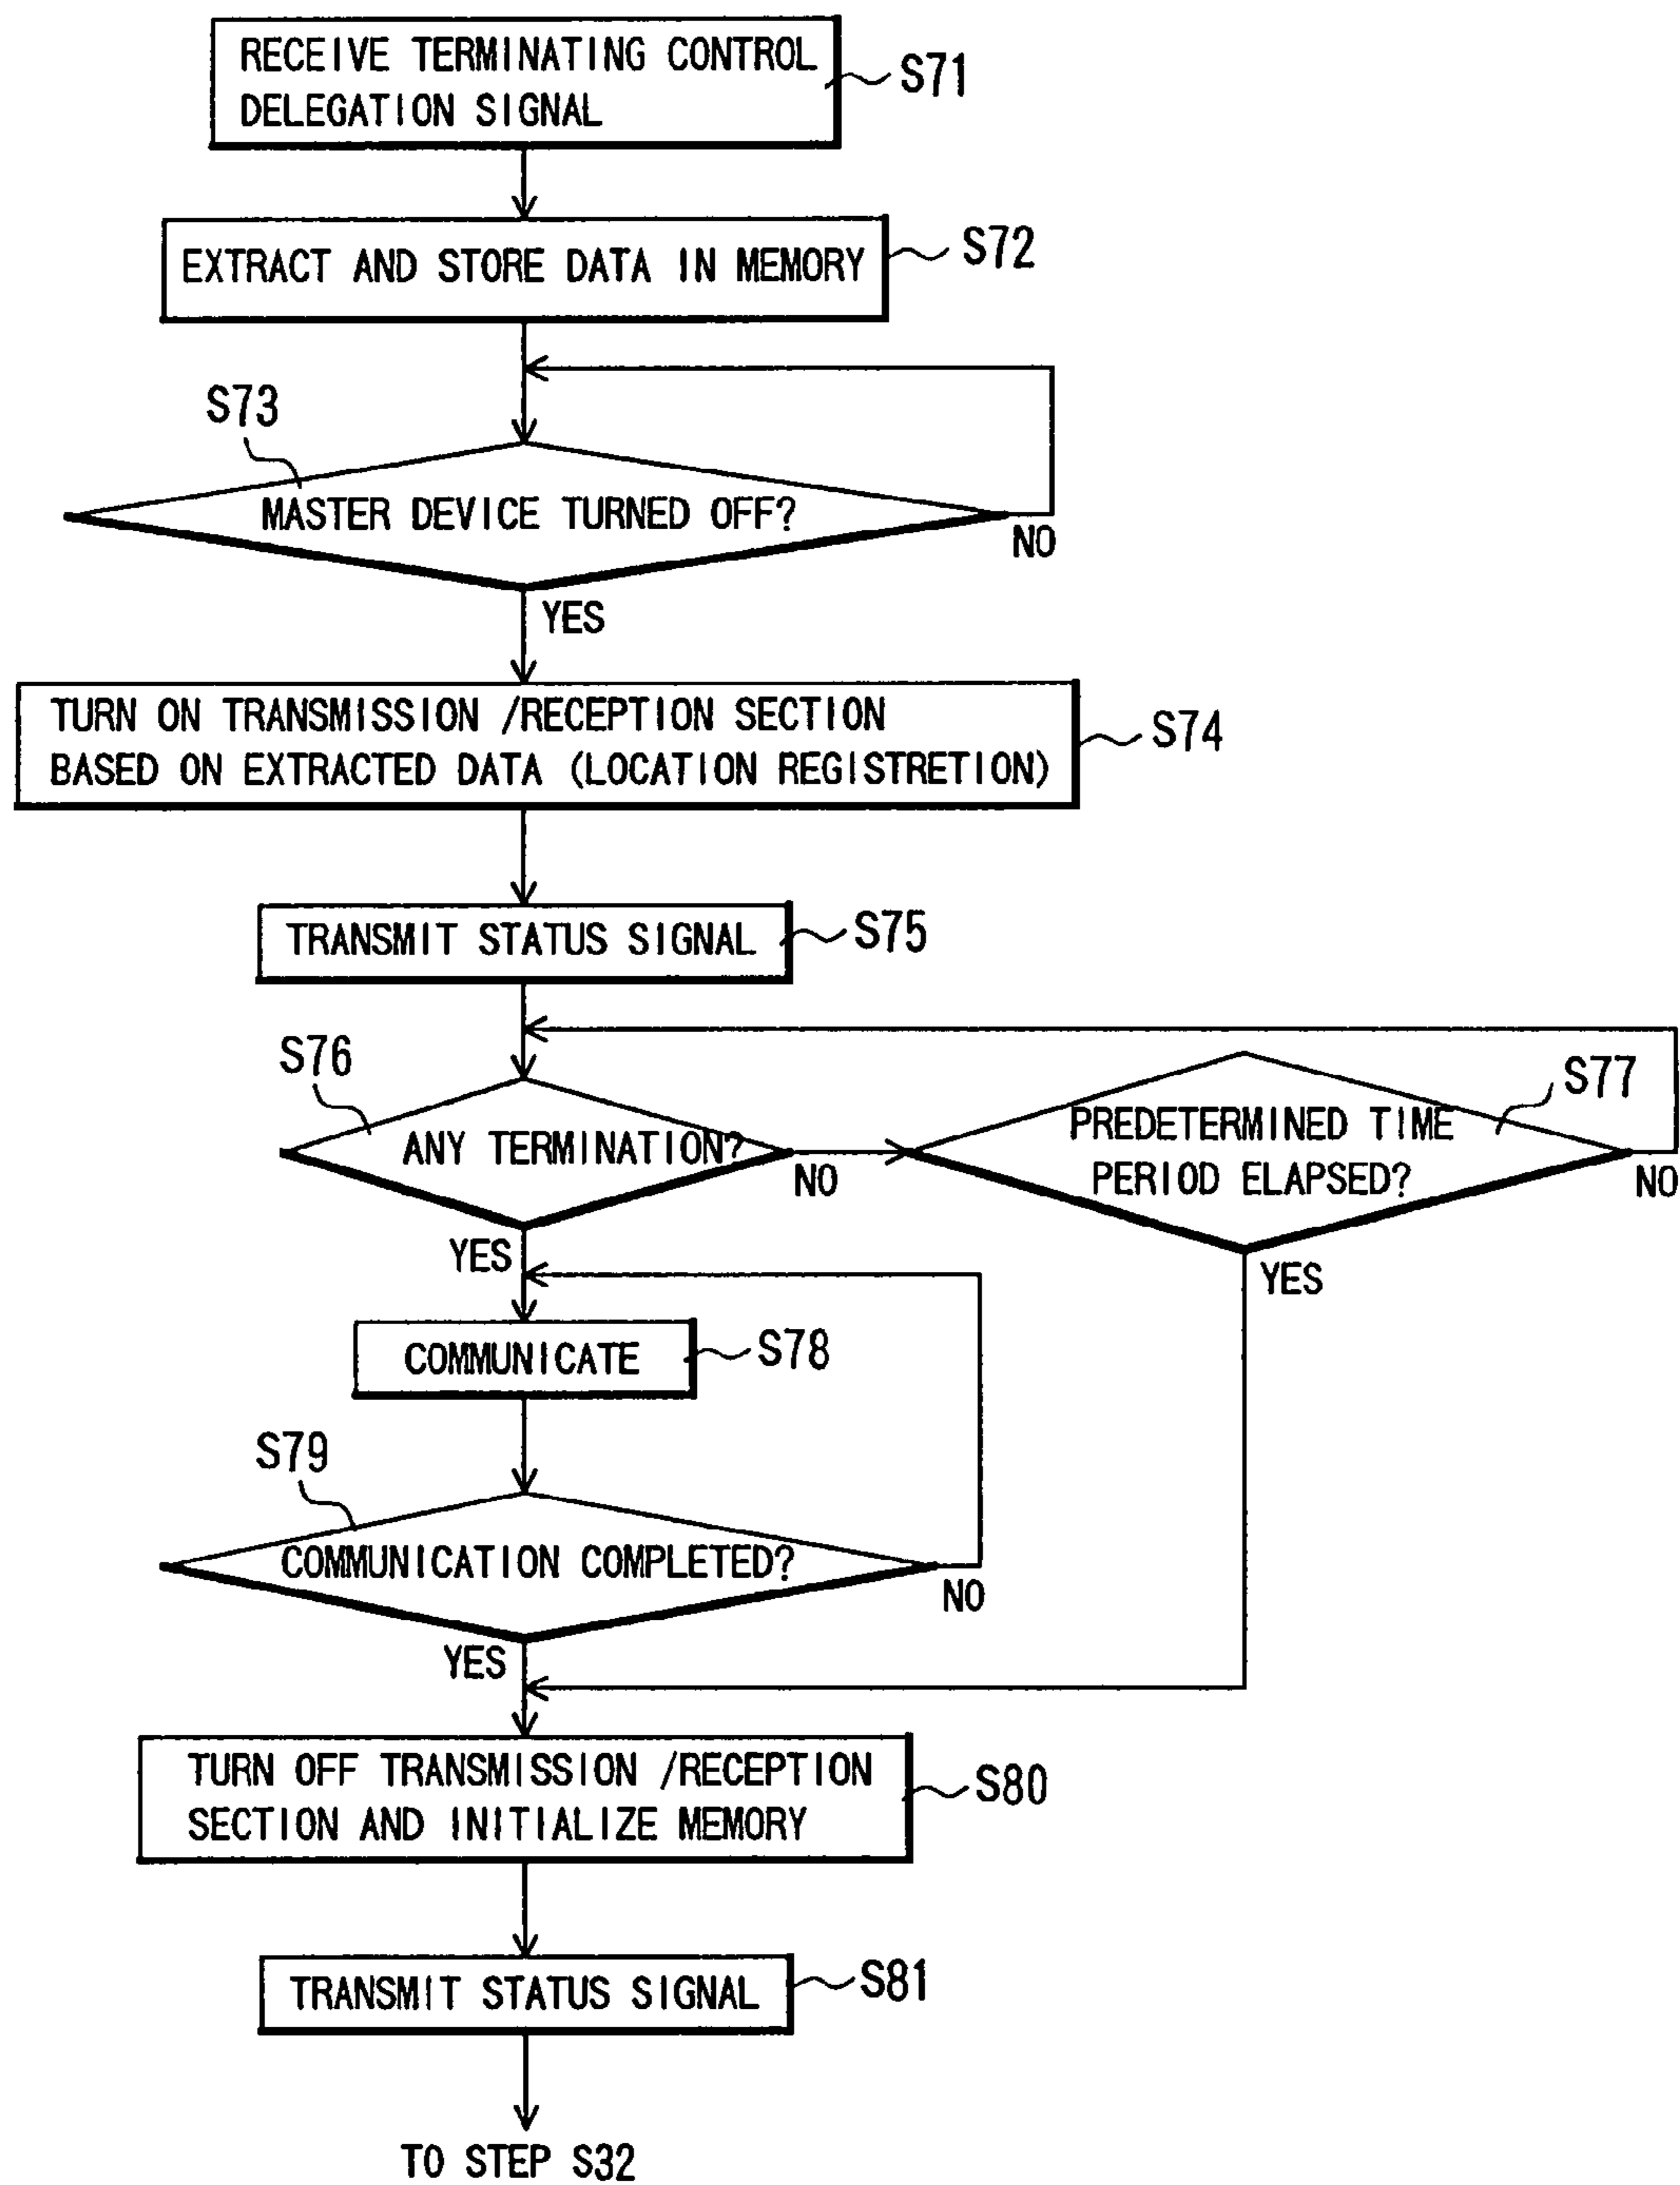 RECEIVE TERMINATING CONTROL
DELEGATION SIGNAL
S71
EXTRACT AND STORE DATA IN MEMORY
S72
S73
MASTER DEVICE TURNED OFF?
NO
YES
TURN ON TRANSMISSION /RECEPTION SECTION
BASED ON EXTRACTED DATA (LOCATION REGISTRETION)
S74
TRANSMIT STATUS SIGNAL
S75
S76
ANY TERMINATION?
NO
YES
S77
PREDETERMINED TIME
PERIOD ELAPSED?
NO
YES
COMMUNICATE
S78
S79
COMMUNICATION COMPLETED?
NO
YES
TURN OFF TRANSMISSION /RECEPTION
SECTION AND INITIALIZE MEMORY
S80
TRANSMIT STATUS SIGNAL
S81
TO STEP S32